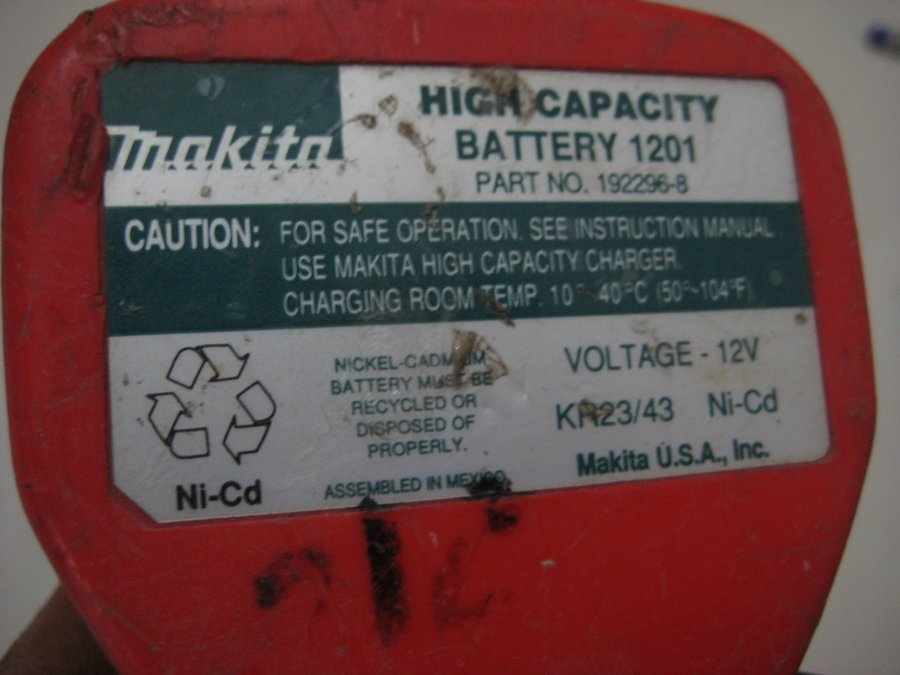 makita
HIGH CAPACITY
BATTERY 1201
PART NO. 192296-8
CAUTION: FOR SAFE OPERATION. SEE INSTRUCTION MANUAL
USE MAKITA HIGH CAPACITY CHARGER
CHARGING ROOM TEMP. 10°~40°C (50°~104°F)
NICKEL-CADMIUM
BATTERY MUST BE
RECYCLED OR
DISPOSED OF
PROPERLY.
ASSEMBLED IN MEXICO
Ni-Cd
VOLTAGE - 12V
KR23/43 Ni-Cd
Makita U.S.A., Inc.